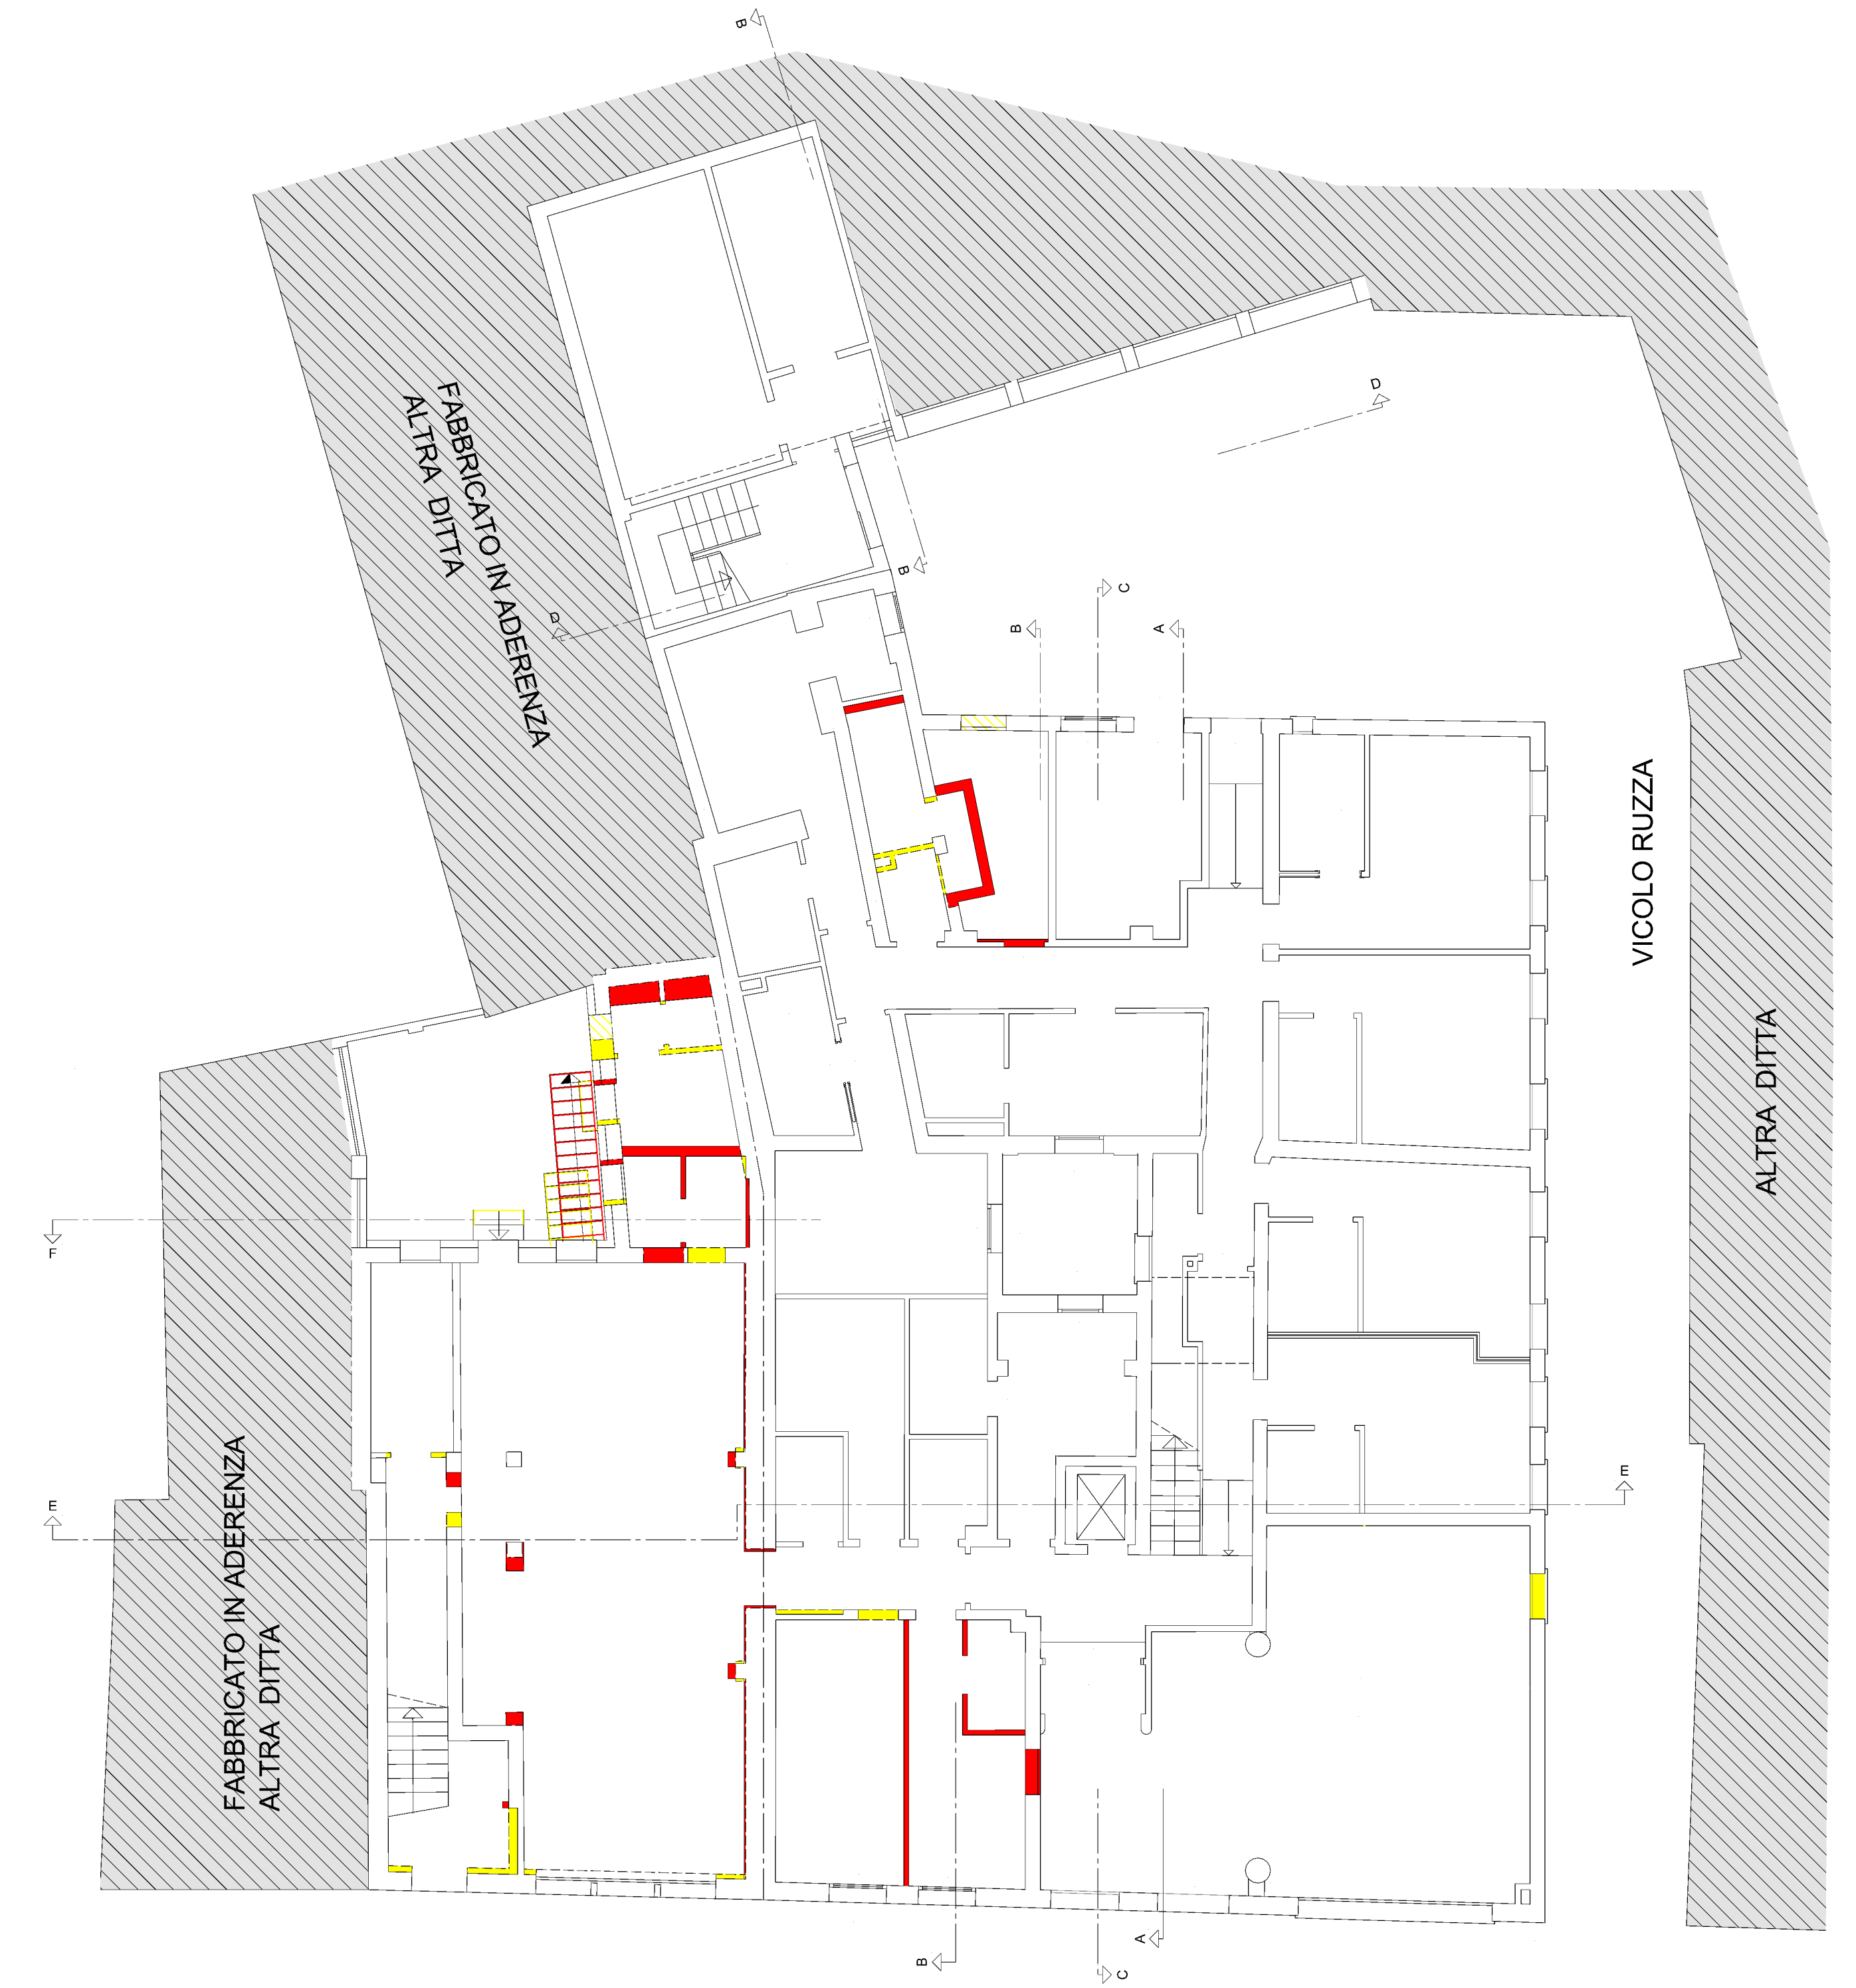 B
D
FABBRICATO IN ADERENZA
ALTRA DITTA
B
C
D
B
A
VICOLO RUZZA
ALTRA DITTA
F
E
E
FABBRICATO IN ADERENZA
ALTRA DITTA
A
B
C